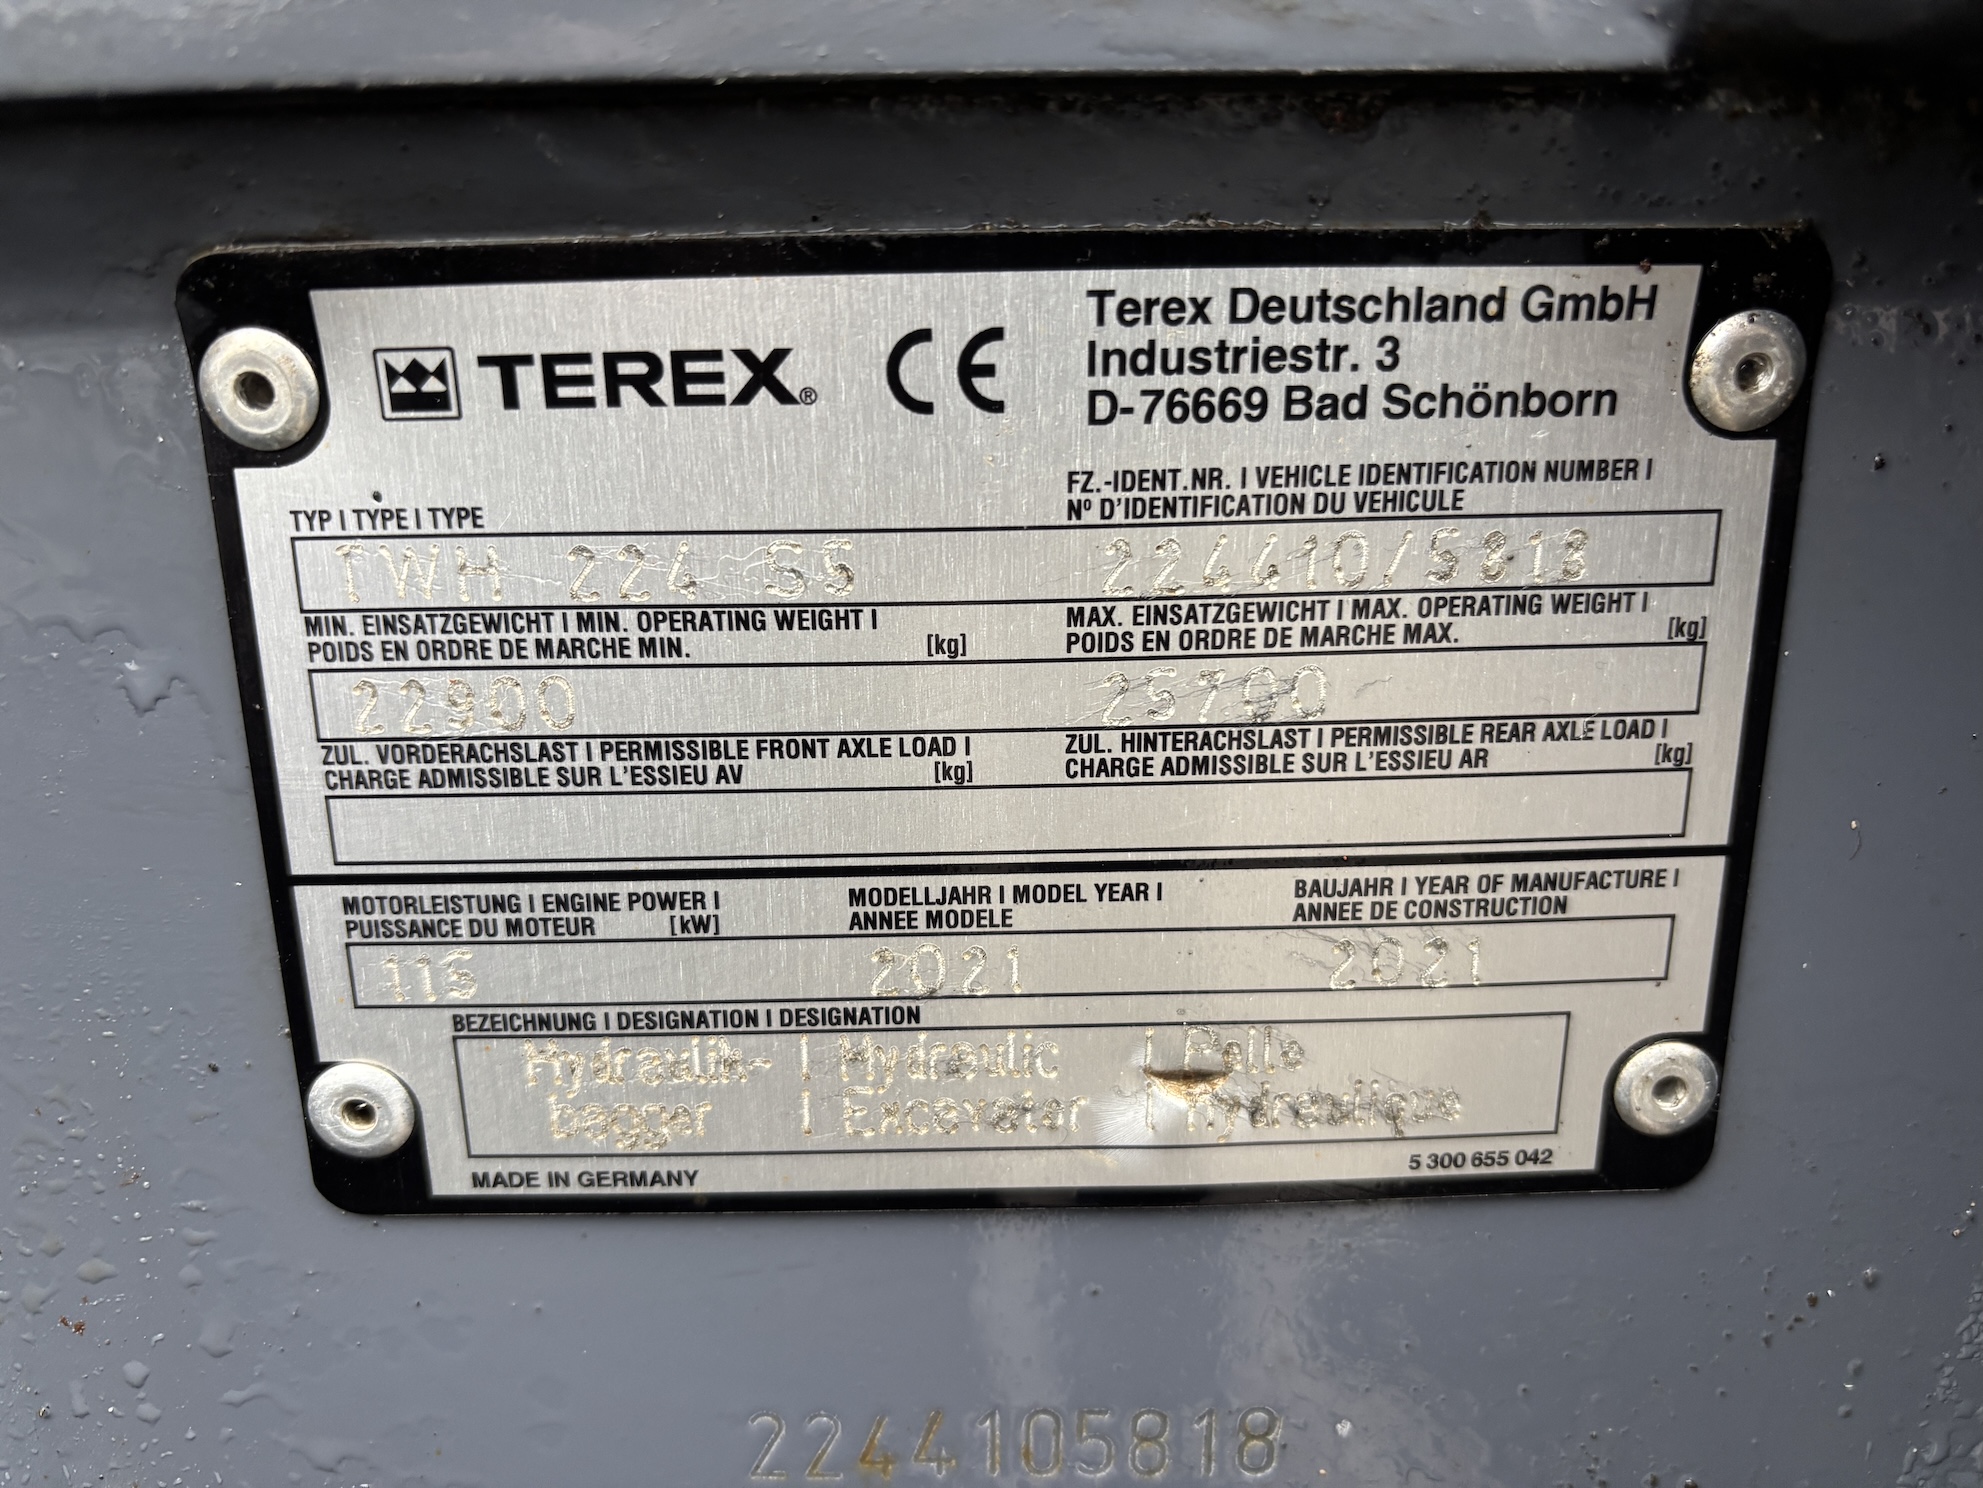 TEREX® CE
Terex Deutschland GmbH
Industriestr. 3
D-76669 Bad Schönborn
TYP I TYPE I TYPE
FZ.-IDENT.NR. I VEHICLE IDENTIFICATION NUMBER I
Nº D'IDENTIFICATION DU VEHICULE
TWH 224 S5
224410/5818
MIN. EINSATZGEWICHT I MIN. OPERATING WEIGHT I
POIDS EN ORDRE DE MARCHE MIN. [kg]
MAX. EINSATZGEWICHT I MAX. OPERATING WEIGHT I
POIDS EN ORDRE DE MARCHE MAX. [kg]
22900
25700
ZUL. VORDERACHSLAST I PERMISSIBLE FRONT AXLE LOAD I
CHARGE ADMISSIBLE SUR L'ESSIEU AV [kg]
ZUL. HINTERACHSLAST I PERMISSIBLE REAR AXLE LOAD I
CHARGE ADMISSIBLE SUR L'ESSIEU AR [kg]
MOTORLEISTUNG I ENGINE POWER I
PUISSANCE DU MOTEUR [kW]
MODELLJAHR I MODEL YEAR I
ANNEE MODELE
BAUJAHR I YEAR OF MANUFACTURE I
ANNEE DE CONSTRUCTION
115
2021
2021
BEZEICHNUNG I DESIGNATION I DESIGNATION
Hydraulik- | Hydraulic | Pelle
bagger | Excavator | hydraulique
MADE IN GERMANY
5 300 655 042
2244105818